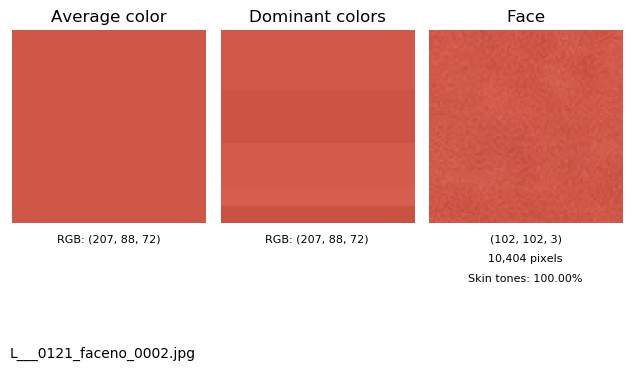 Average color
Dominant colors
Face
RGB: (207, 88, 72)
RGB: (207, 88, 72)
(102, 102, 3)
10,404 pixels
Skin tones: 100.00%
L___0121_faceno_0002.jpg